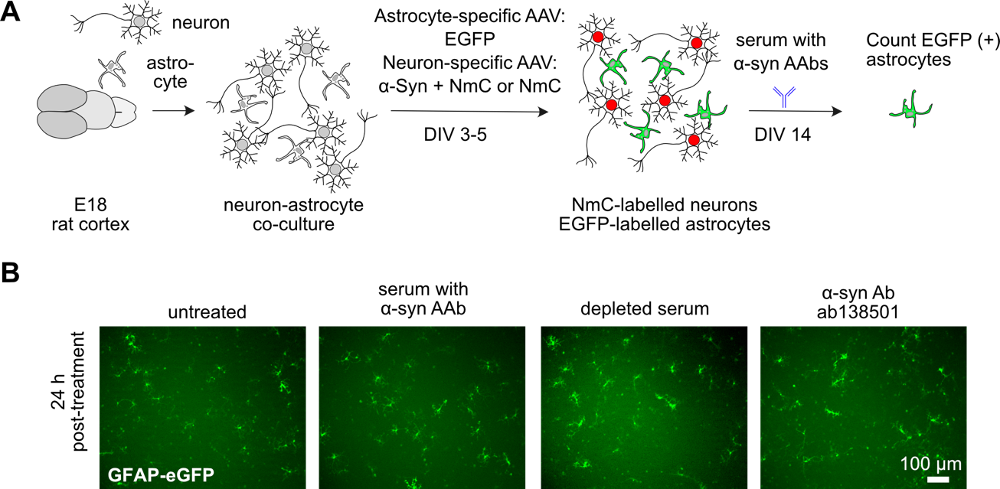 A
neuron
astro-
cyte
E18
rat cortex
neuron-astrocyte
co-culture
Astrocyte-specific AAV:
EGFP
Neuron-specific AAV:
α-Syn + NmC or NmC
DIV 3-5
NmC-labelled neurons
EGFP-labelled astrocytes
serum with
α-syn AAbs
DIV 14
Count EGFP (+)
astrocytes
B
untreated
serum with
α-syn AAb
depleted serum
α-syn Ab
ab138501
24 h
post-treatment
GFAP-eGFP
100 µm